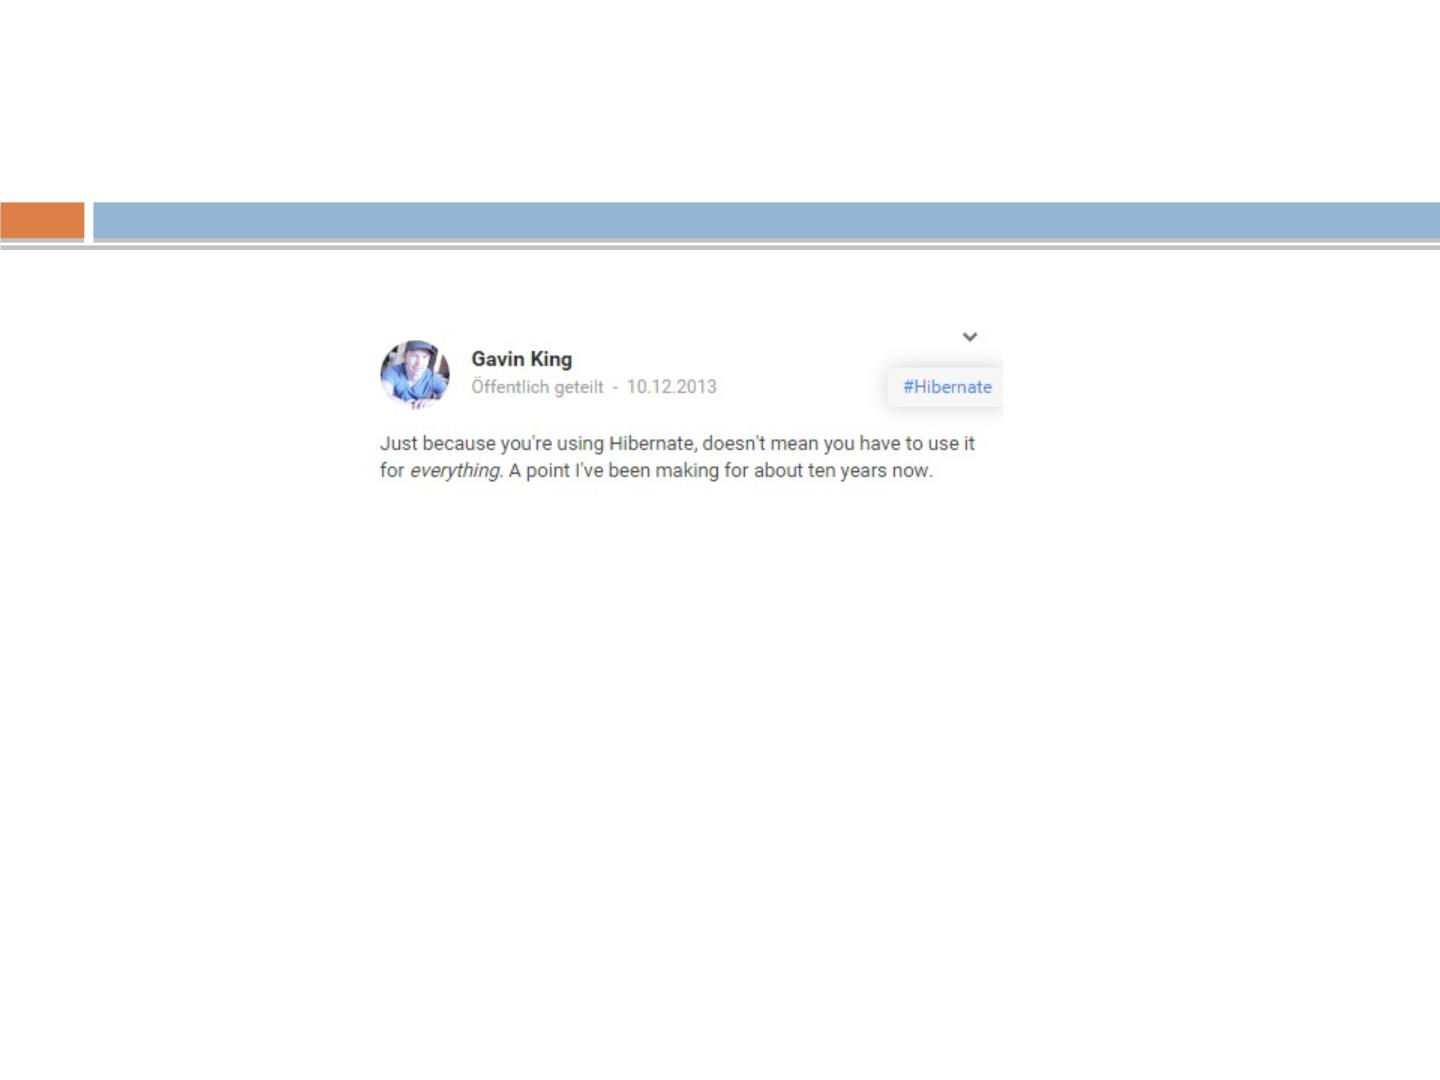 Gavin King
Öffentlich geteilt - 10.12.2013
#Hibernate
Just because you're using Hibernate, doesn't mean you have to use it
for everything. A point I've been making for about ten years now.